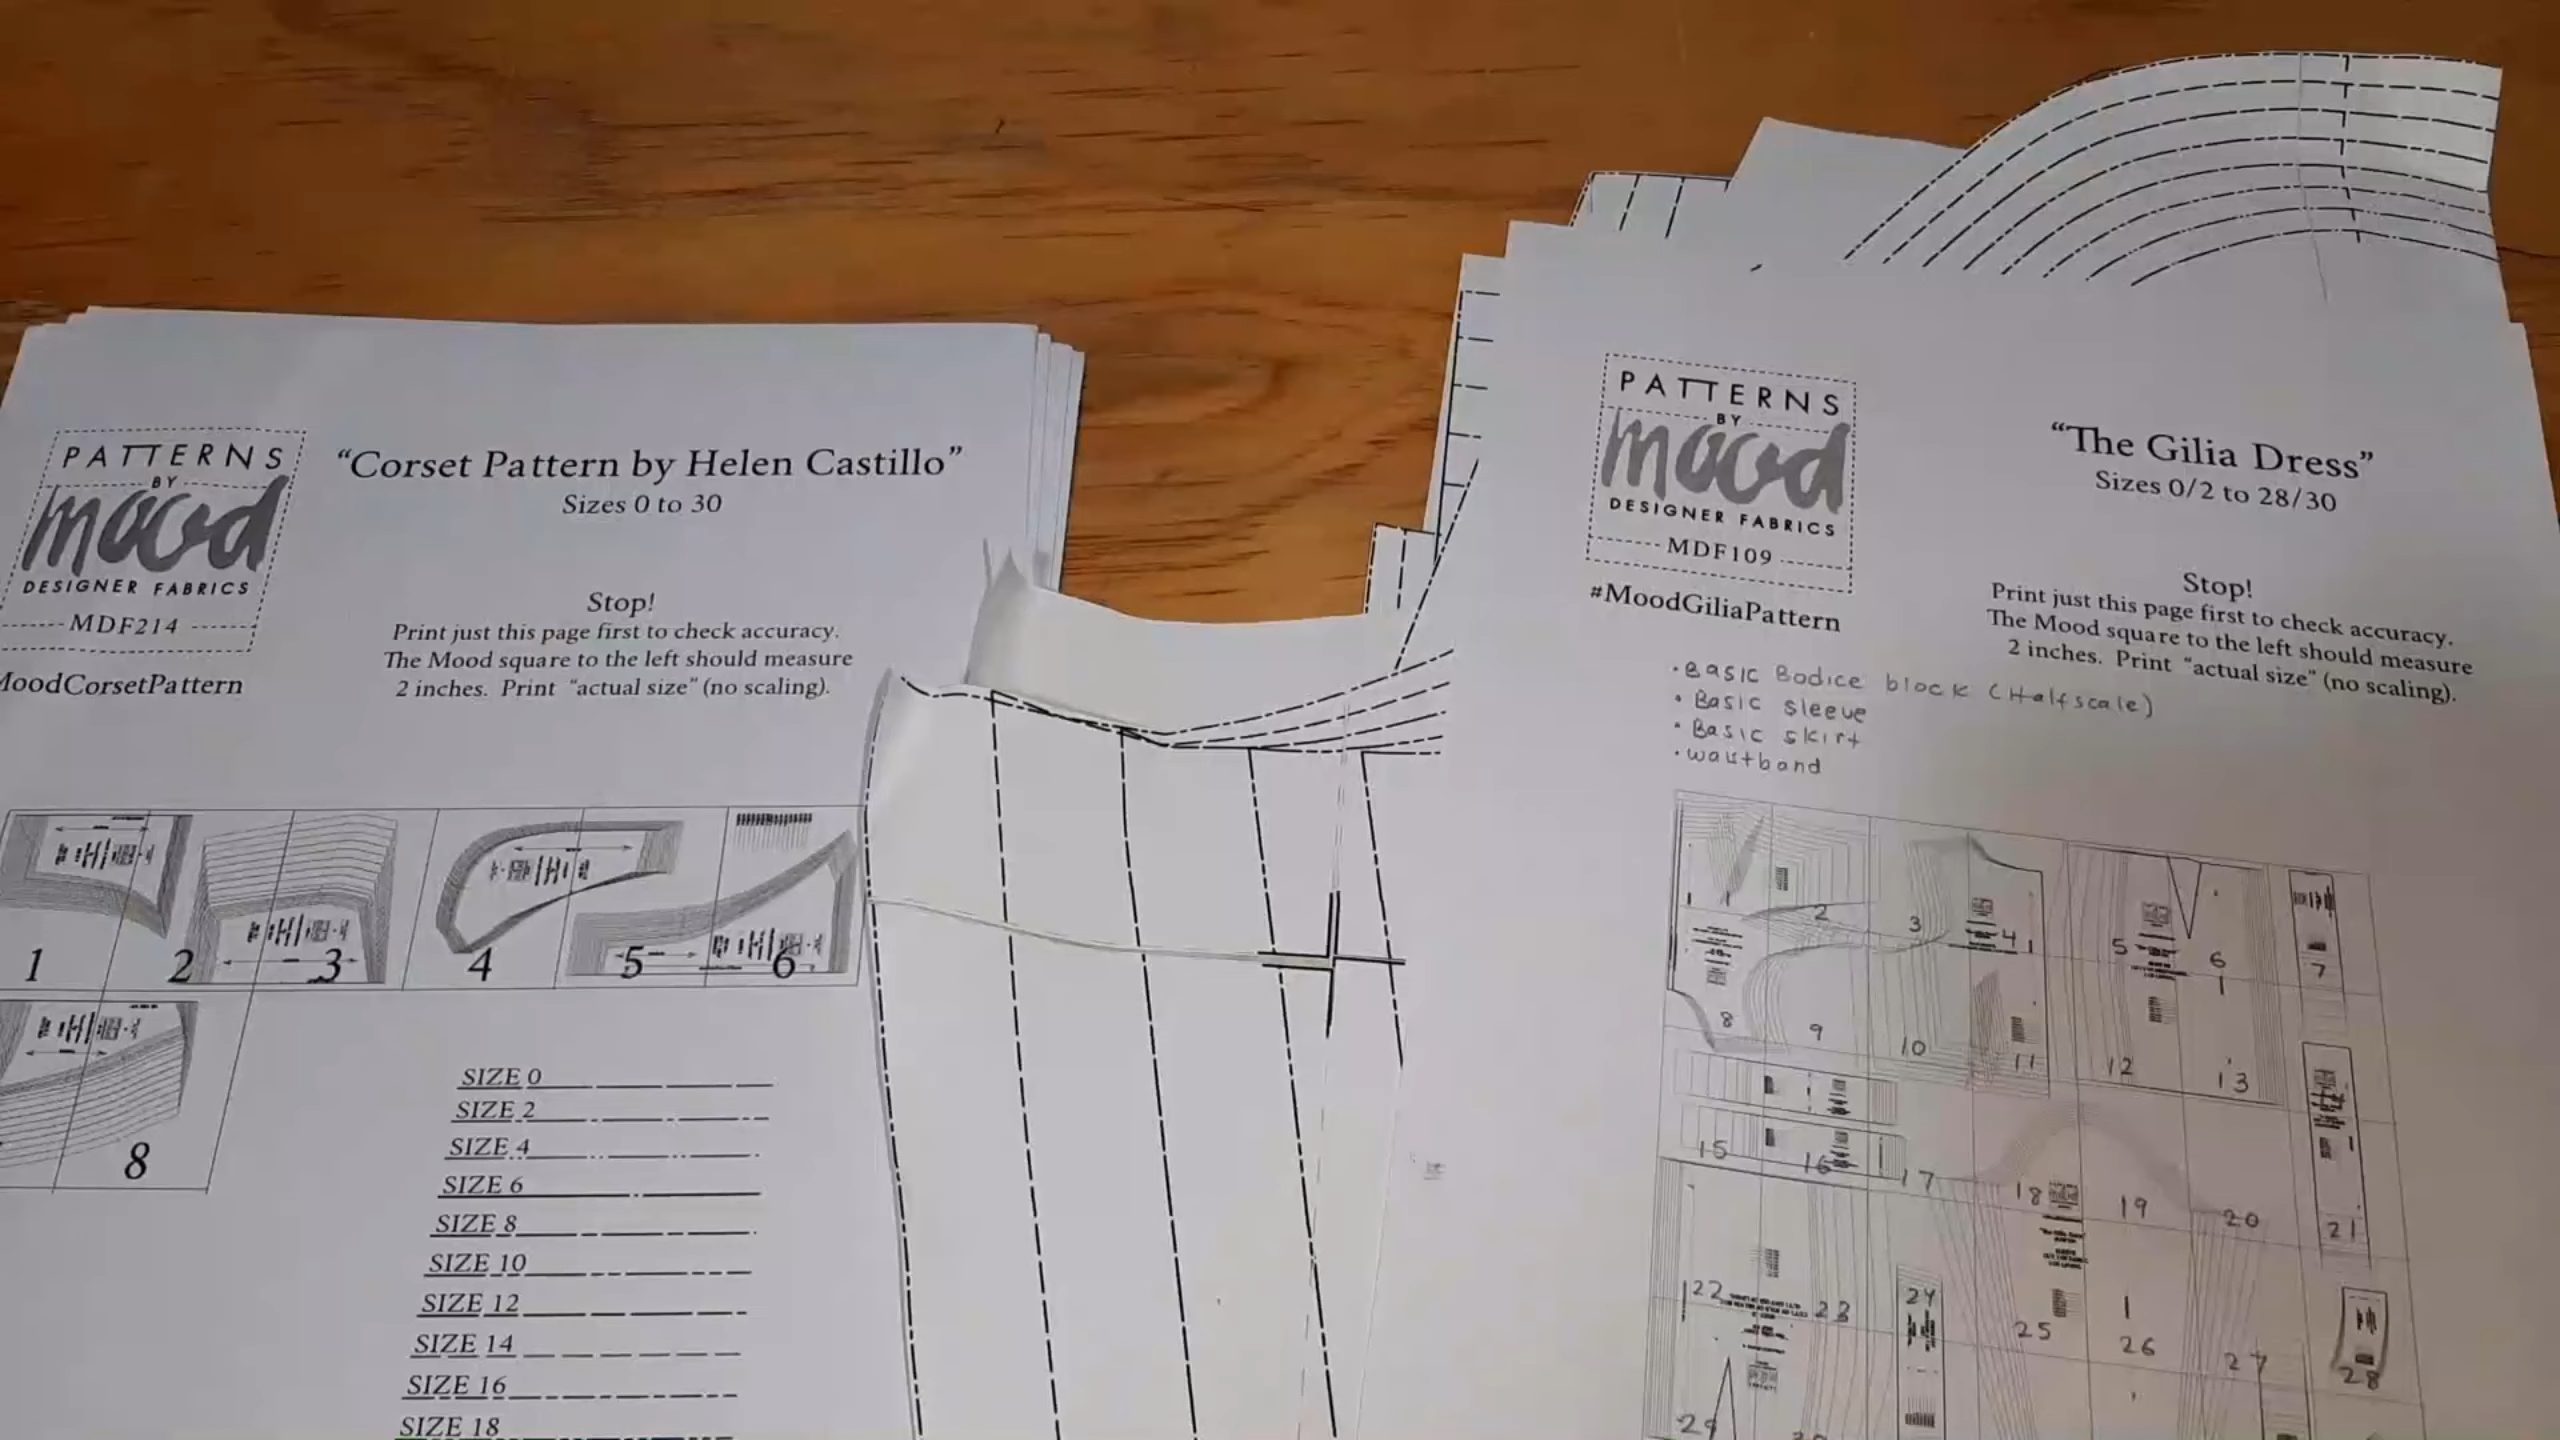 PATTERNS
BY
mood
DESIGNER FABRICS
MDF214
MoodCorsetPattern
“Corset Pattern by Helen Castillo”
Sizes 0 to 30
Stop!
Print just this page first to check accuracy.
The Mood square to the left should measure
2 inches. Print “actual size” (no scaling).
1 2 3 4 5 6
8
SIZE 0
SIZE 2
SIZE 4
SIZE 6
SIZE 8
SIZE 10
SIZE 12
SIZE 14
SIZE 16
SIZE 18
PATTERNS
BY
mood
DESIGNER FABRICS
MDF109
#MoodGiliaPattern
“The Gilia Dress”
Sizes 0/2 to 28/30
Stop!
Print just this page first to check accuracy.
The Mood square to the left should measure
2 inches. Print “actual size” (no scaling).
• Basic Bodice block (Halfscale)
• Basic sleeve
• Basic skirt
• waistband
1 2 3 4 5 6 7
8 9 10 11 12 13
15 16 17 18 19 20 21
22 23 24 25 26 27 28
29